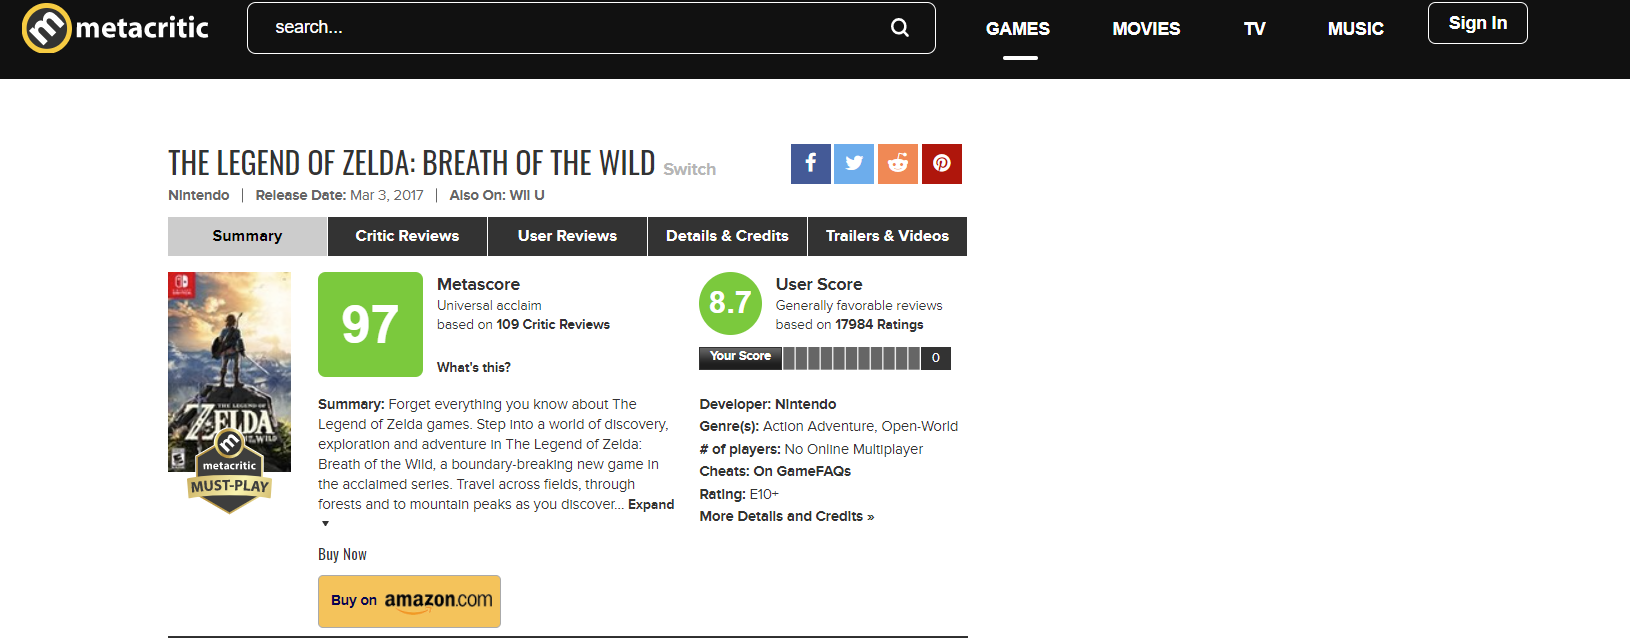 metacritic
search...
GAMES
MOVIES
TV
MUSIC
Sign In
THE LEGEND OF ZELDA: BREATH OF THE WILD Switch
Nintendo | Release Date: Mar 3, 2017 | Also On: WII U
Summary
Critic Reviews
User Reviews
Details & Credits
Trailers & Videos
THE LEGEND OF
ZELDA
metacritic
MUST-PLAY
97
Metascore
Universal acclaim
based on 109 Critic Reviews
What's this?
Summary: Forget everything you know about The
Legend of Zelda games. Step into a world of discovery,
exploration and adventure in The Legend of Zelda:
Breath of the Wild, a boundary-breaking new game in
the acclaimed series. Travel across fields, through
forests and to mountain peaks as you discover... Expand
Buy Now
Buy on amazon.com
8.7
User Score
Generally favorable reviews
based on 17984 Ratings
Your Score
0
Developer: Nintendo
Genre(s): Action Adventure, Open-World
# of players: No Online Multiplayer
Cheats: On GameFAQs
Rating: E10+
More Details and Credits »